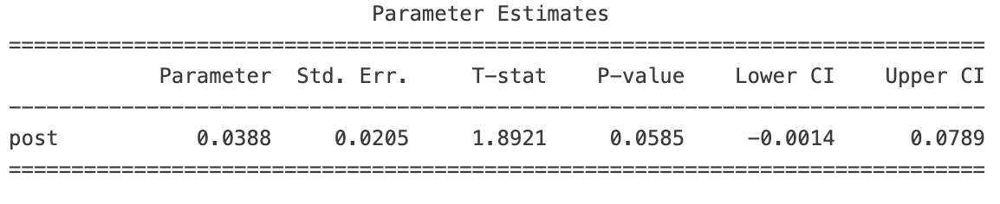 Parameter Estimates
==============================================================================
Parameter Std. Err. T-stat P-value Lower CI Upper CI
------------------------------------------------------------------------------
post 0.0388 0.0205 1.8921 0.0585 -0.0014 0.0789
==============================================================================